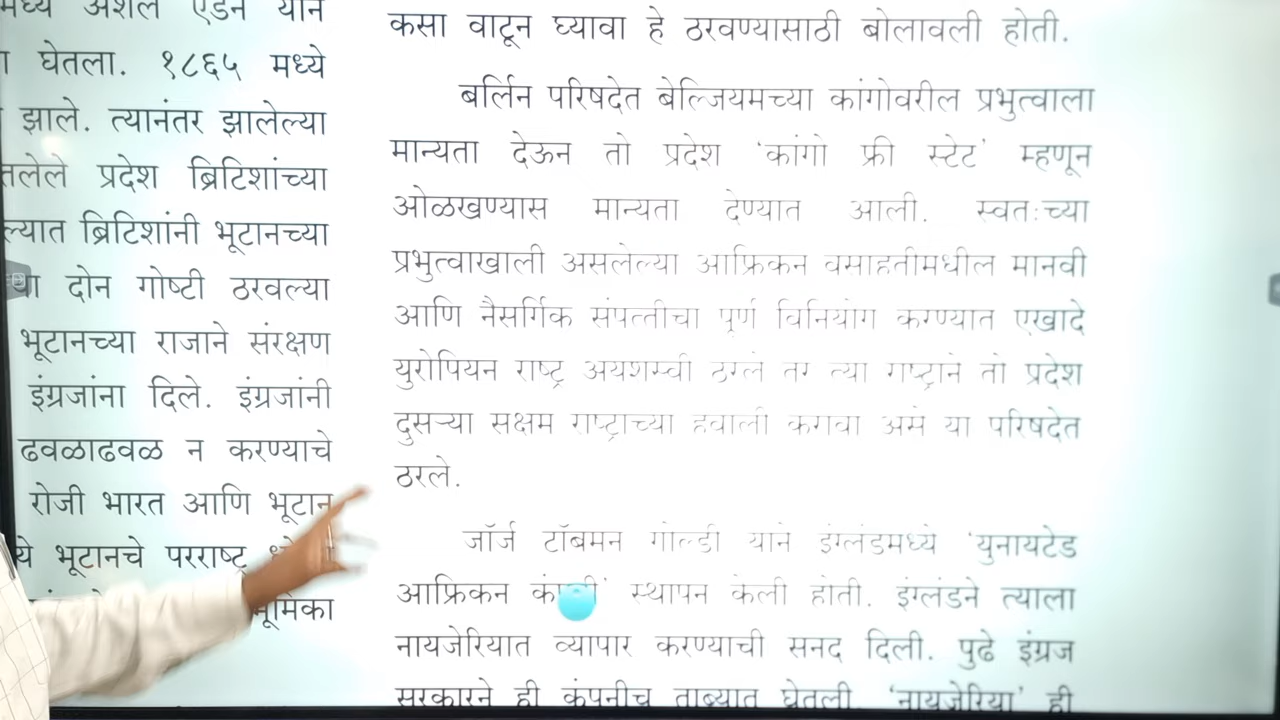 मध्ये अॅशले एडन याने
घेतला. १८६५ मध्ये
झाले. त्यानंतर झालेल्या
प्रदेश ब्रिटिशांच्या
ब्रिटिशांनी भूटानच्या
दोन गोष्टी ठरवल्या
भूटानच्या राजाने संरक्षण
इंग्रजांना दिले. इंग्रजांनी
ढवळाढवळ न करण्याचे
रोजी भारत आणि भूटान
भूटानचे परराष्ट्र
भूमिका
कसा वाटून घ्यावा हे ठरवण्यासाठी बोलावली होती.
बर्लिन परिषदेत बेल्जियमच्या कांगोवरील प्रभुत्वाला
मान्यता देऊन तो प्रदेश ‘कांगो फ्री स्टेट’ म्हणून
ओळखण्यास मान्यता देण्यात आली. स्वतःच्या
प्रभुत्वाखाली असलेल्या आफ्रिकन वसाहतीमधील मानवी
आणि नैसर्गिक संपत्तीचा पूर्ण विनियोग करण्यात एखादे
युरोपियन राष्ट्र अयशस्वी ठरले तर त्या राष्ट्राने तो प्रदेश
दुसऱ्या सक्षम राष्ट्राच्या हवाली करावा असे या परिषदेत
ठरले.
जॉर्ज टॉबमन गोल्डी याने इंग्लंडमध्ये ‘युनायटेड
आफ्रिकन कंपनी’ स्थापन केली होती. इंग्लंडने त्याला
नायजेरियात व्यापार करण्याची सनद दिली. पुढे इंग्रज
सरकारने ही कंपनीच ताब्यात घेतली. ‘नायजेरिया’ ही